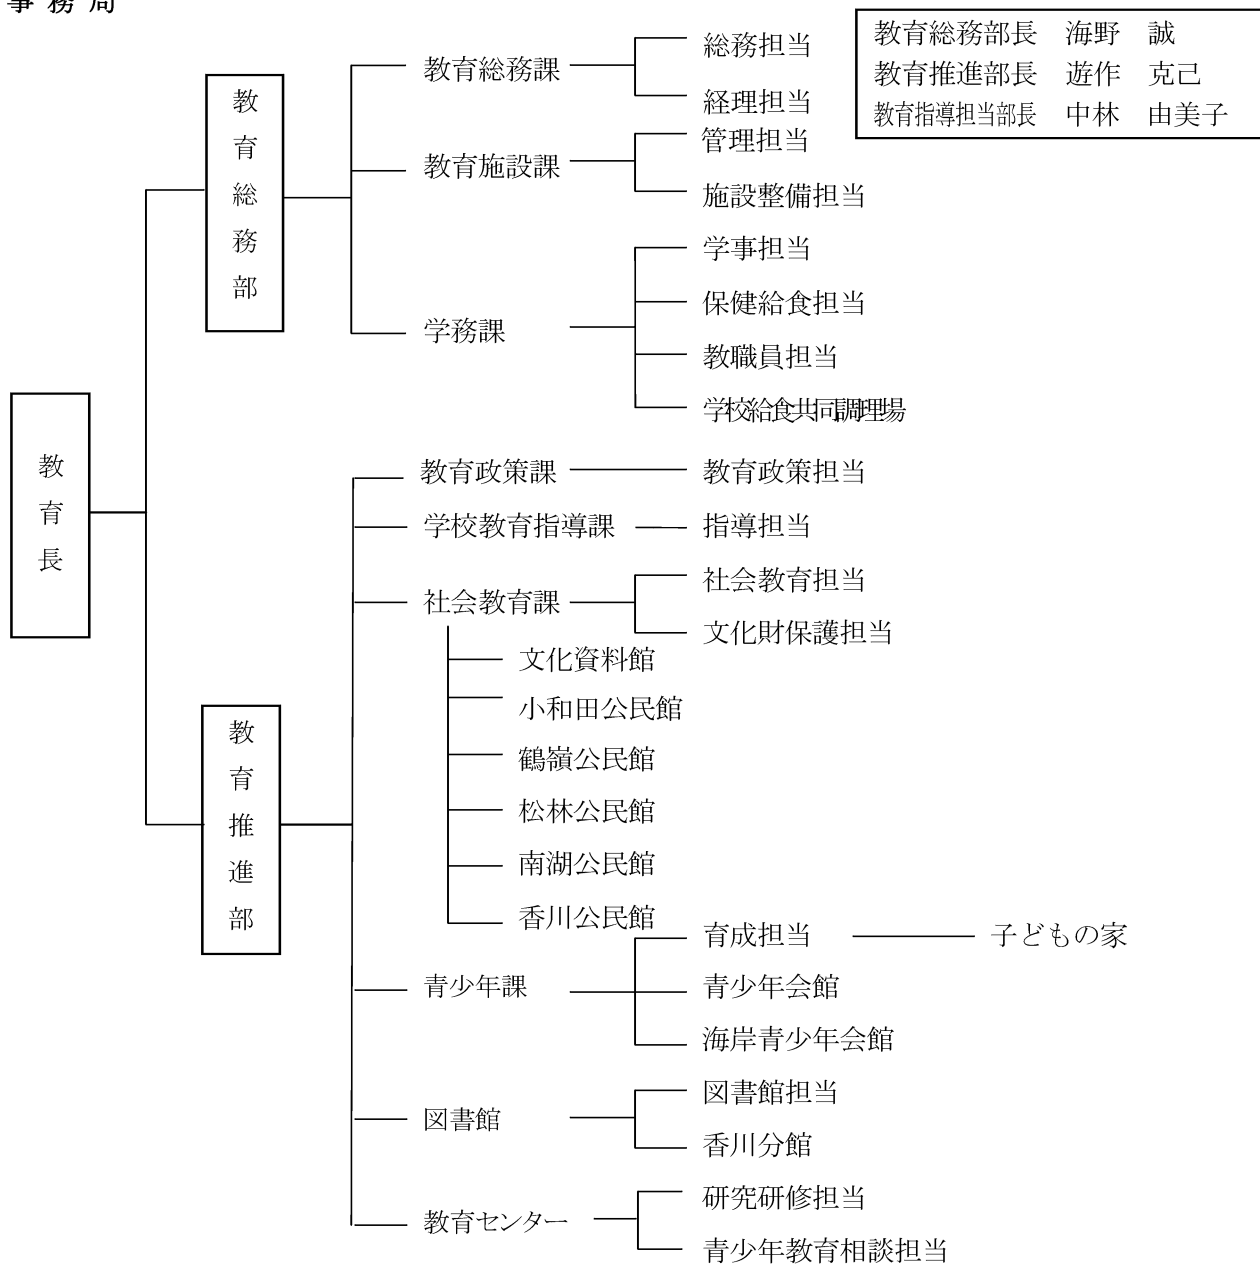 事務局
教育総務部長　海野　誠
教育推進部長　遊作　克己
教育指導担当部長　中林　由美子
教育長
教育総務部
教育総務課
総務担当
経理担当
教育施設課
管理担当
施設整備担当
学務課
学事担当
保健給食担当
教職員担当
学校給食共同調理場
教育推進部
教育政策課
教育政策担当
学校教育指導課
指導担当
社会教育課
社会教育担当
文化財保護担当
文化資料館
小和田公民館
鶴嶺公民館
松林公民館
南湖公民館
香川公民館
青少年課
育成担当
子どもの家
青少年会館
海岸青少年会館
図書館
図書館担当
香川分館
教育センター
研究研修担当
青少年教育相談担当